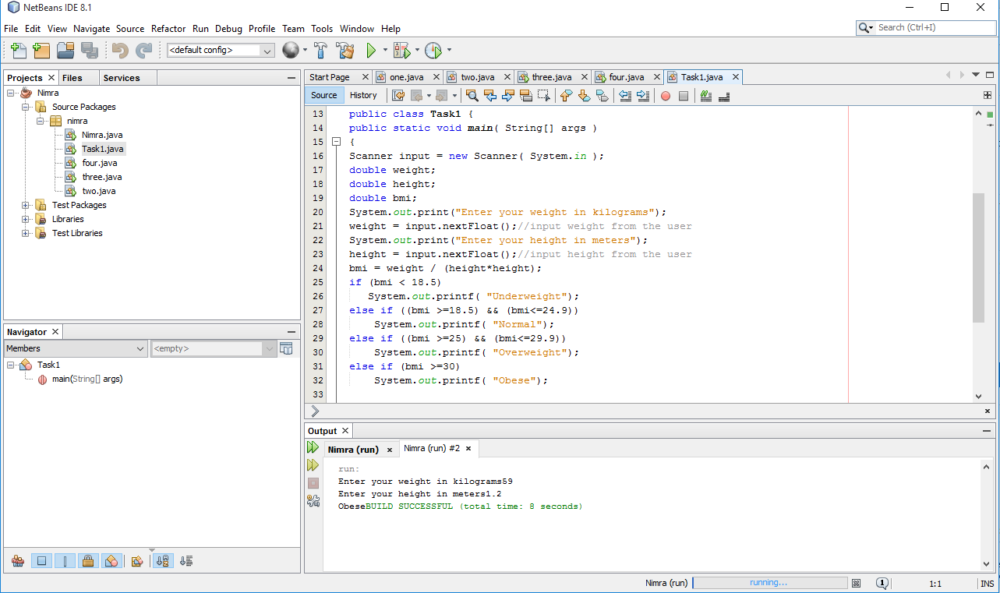 NetBeans IDE 8.1
File Edit View Navigate Source Refactor Run Debug Profile Team Tools Window Help
Search (Ctrl+I)
<default config>
Projects Files Services
Nimra
Source Packages
nimra
Nimra.java
Task1.java
four.java
three.java
two.java
Test Packages
Libraries
Test Libraries
Navigator
Members <empty>
Task1
main(String[] args)
Start Page one.java two.java three.java four.java Task1.java
Source History
13 public class Task1 {
14 public static void main( String[] args )
15 {
16 Scanner input = new Scanner( System.in );
17 double weight;
18 double height;
19 double bmi;
20 System.out.print("Enter your weight in kilograms");
21 weight = input.nextFloat();//input weight from the user
22 System.out.print("Enter your height in meters");
23 height = input.nextFloat();//input height from the user
24 bmi = weight / (height*height);
25 if (bmi < 18.5)
26 System.out.printf( "Underweight");
27 else if ((bmi >=18.5) && (bmi<=24.9))
28 System.out.printf( "Normal");
29 else if ((bmi >=25) && (bmi<=29.9))
30 System.out.printf( "Overweight");
31 else if (bmi >=30)
32 System.out.printf( "Obese");
33
Output
Nimra (run) Nimra (run) #2
run:
Enter your weight in kilograms59
Enter your height in meters1.2
ObeseBUILD SUCCESSFUL (total time: 8 seconds)
Nimra (run) running... 1 1:1 INS